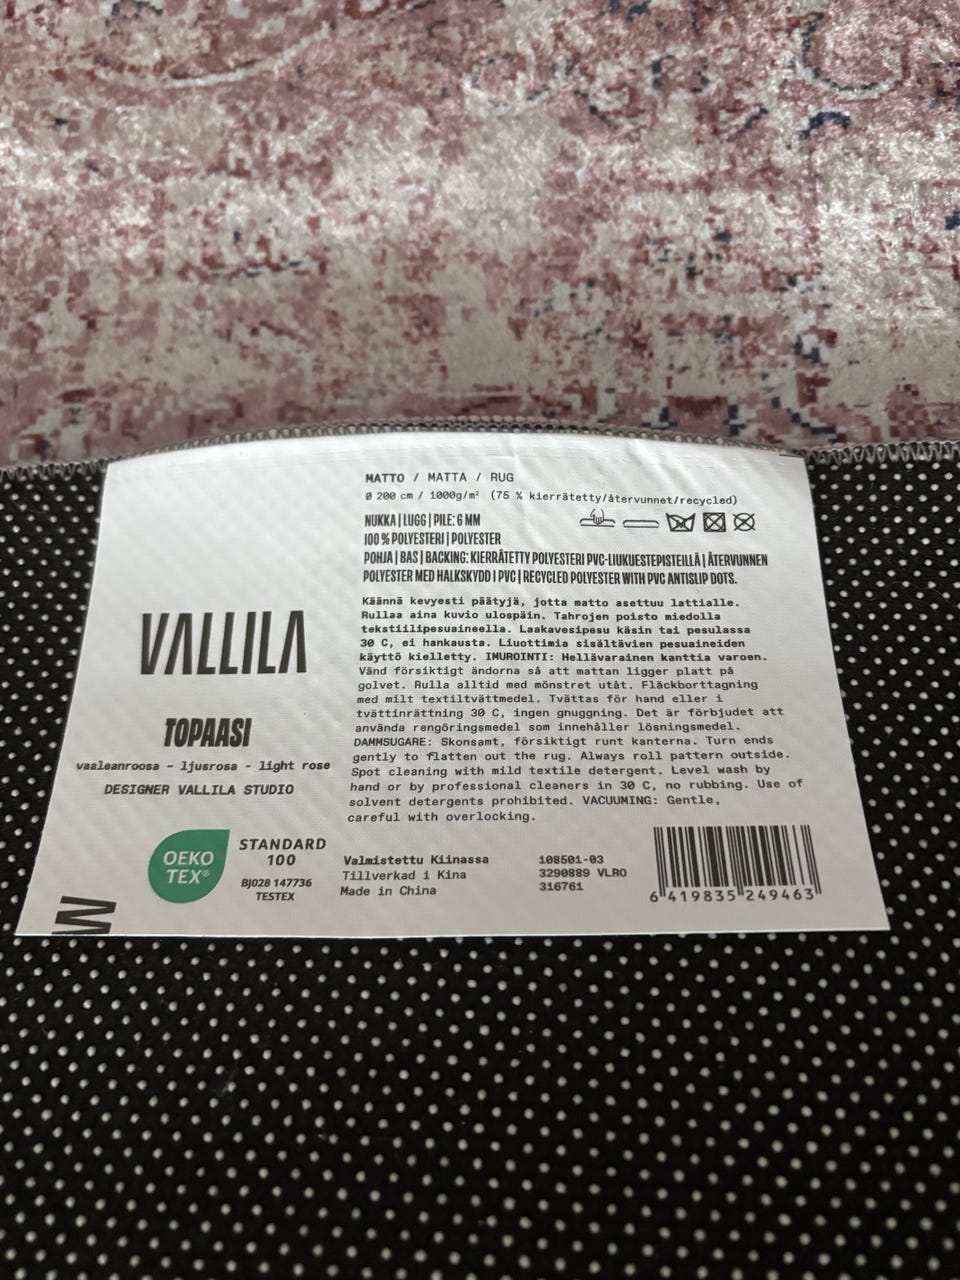 MATTO / MATTA / RUG
Ø 200 cm / 1000g/m² (75 % kierrätetty/återvunnet/recycled)
NUKKA | LUGG | PILE: 6 MM
100 % POLYESTERI | POLYESTER
POHJA | BAS | BACKING: KIERRÄTETTY POLYESTERI PVC-LIUKUESTEPISTEILLÄ | ÅTERVUNNEN
POLYESTER MED HALKSKYDD I PVC | RECYCLED POLYESTER WITH PVC ANTISLIP DOTS.
Käännä kevyesti päätyjä, jotta matto asettuu lattialle.
Rullaa aina kuvio ulospäin. Tahrojen poisto miedolla
tekstiilipesuaineella. Laakavesipesu käsin tai pesulassa
30 C, ei hankausta. Liuottimia sisältävien pesuaineiden
käyttö kielletty. IMUROINTI: Hellävarainen kanttia varoen.
Vänd försiktigt ändorna så att mattan ligger platt på
golvet. Rulla alltid med mönstret utåt. Fläckborttagning
med milt textiltvättmedel. Tvättas för hand eller i
tvättinrättning 30 C, ingen gnuggning. Det är förbjudet att
använda rengöringsmedel som innehåller lösningsmedel.
DAMMSUGARE: Skonsamt, försiktigt runt kanterna. Turn ends
gently to flatten out the rug. Always roll pattern outside.
Spot cleaning with mild textile detergent. Level wash by
hand or by professional cleaners in 30 C, no rubbing. Use of
solvent detergents prohibited. VACUUMING: Gentle,
careful with overlocking.
VALLILA
TOPAASI
vaaleanroosa - ljusrosa - light rose
DESIGNER VALLILA STUDIO
OEKO
TEX®
STANDARD
100
BJ028 147736
TESTEX
Valmistettu Kiinassa
Tillverkad i Kina
Made in China
108501-03
3290889 VLRO
316761
6 419835 249463